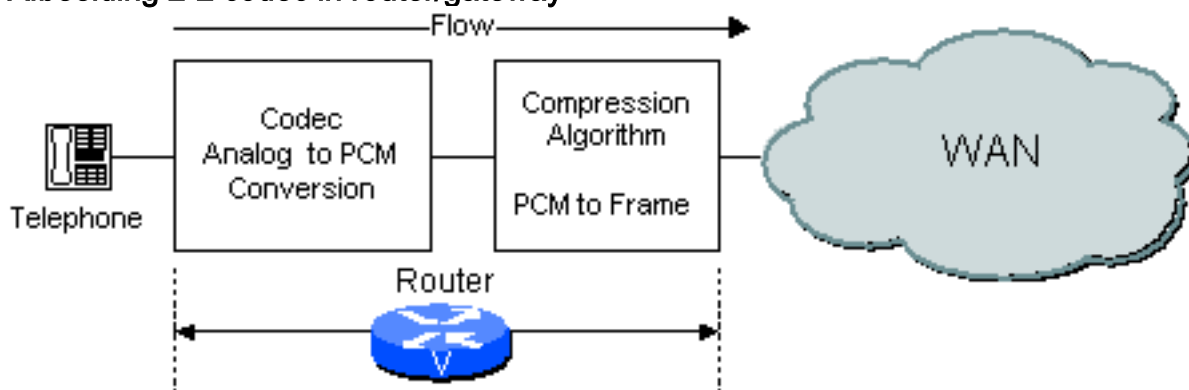 Flow
Codec
Analog to PCM
Conversion
Compression
Algorithm
PCM to Frame
WAN
Telephone
Router
V